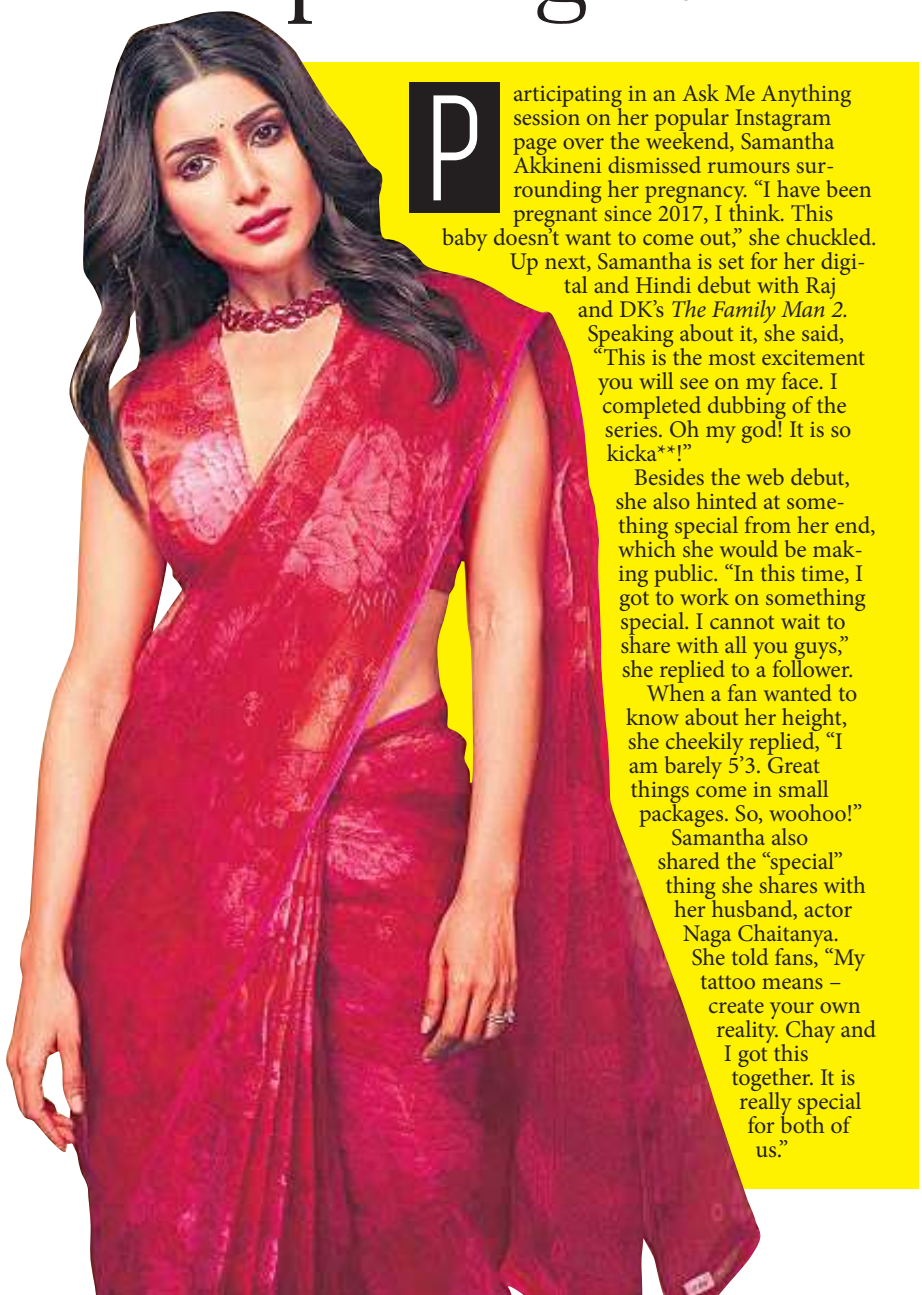 Participating in an Ask Me Anything
session on her popular Instagram
page over the weekend, Samantha
Akkineni dismissed rumours sur-
rounding her pregnancy. “I have been
pregnant since 2017, I think. This
baby doesn’t want to come out,” she chuckled.
Up next, Samantha is set for her digi-
tal and Hindi debut with Raj
and DK’s The Family Man 2.
Speaking about it, she said,
“This is the most excitement
you will see on my face. I
completed dubbing of the
series. Oh my god! It is so
kicka**!”
Besides the web debut,
she also hinted at some-
thing special from her end,
which she would be mak-
ing public. “In this time, I
got to work on something
special. I cannot wait to
share with all you guys,”
she replied to a follower.
When a fan wanted to
know about her height,
she cheekily replied, “I
am barely 5’3. Great
things come in small
packages. So, woohoo!”
Samantha also
shared the “special”
thing she shares with
her husband, actor
Naga Chaitanya.
She told fans, “My
tattoo means –
create your own
reality. Chay and
I got this
together. It is
really special
for both of
us.”